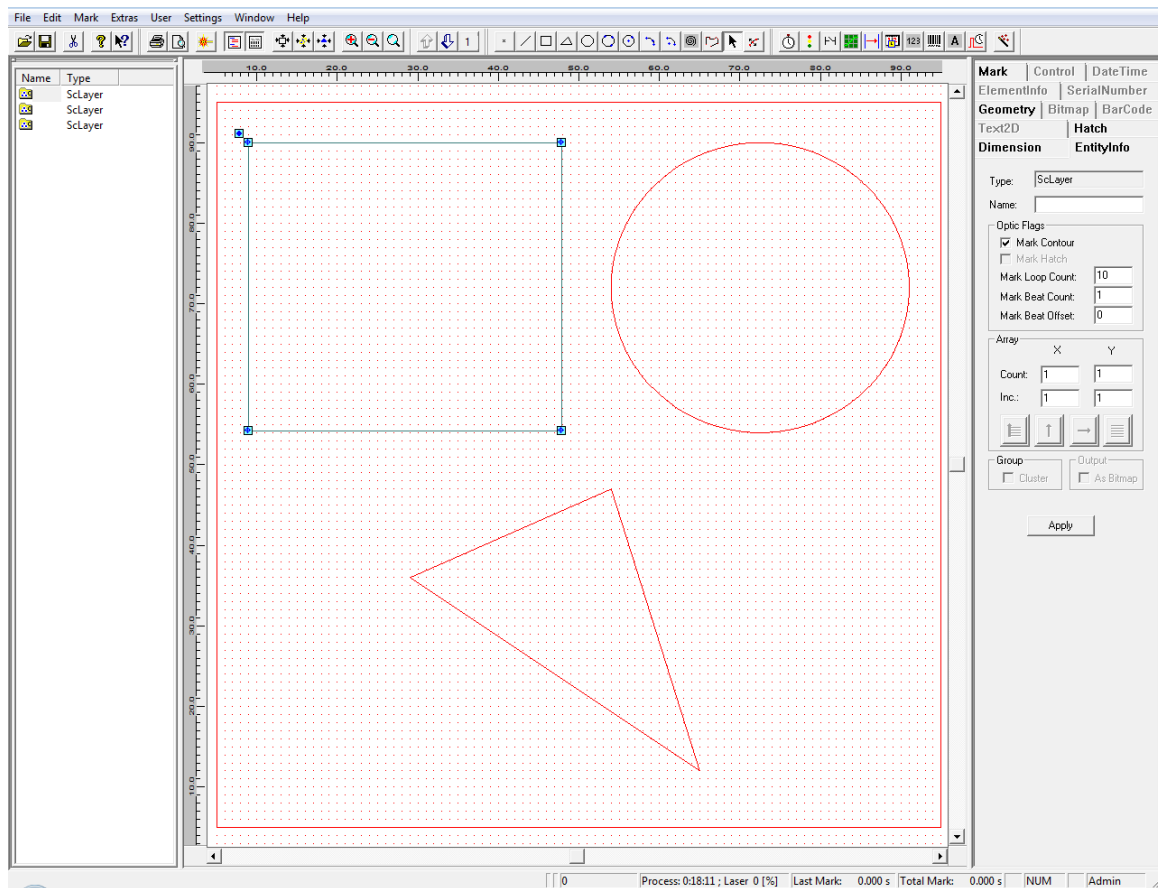 File Edit Mark Extras User Settings Window Help
1 123 A
Name Type
ScLayer
ScLayer
ScLayer
10.0 20.0 30.0 40.0 50.0 60.0 70.0 80.0 90.0
90.0
80.0
70.0
60.0
50.0
40.0
30.0
20.0
10.0
Mark Control DateTime
ElementInfo SerialNumber
Geometry Bitmap BarCode
Text2D Hatch
Dimension EntityInfo
Type: ScLayer
Name:
Optic Flags
Mark Contour
Mark Hatch
Mark Loop Count: 10
Mark Beat Count: 1
Mark Beat Offset: 0
Array
X Y
Count: 1 1
Inc.: 1 1
Group Output
Cluster As Bitmap
Apply
0 Process: 0:18:11 ; Laser 0 [%] Last Mark: 0.000 s Total Mark: 0.000 s NUM Admin